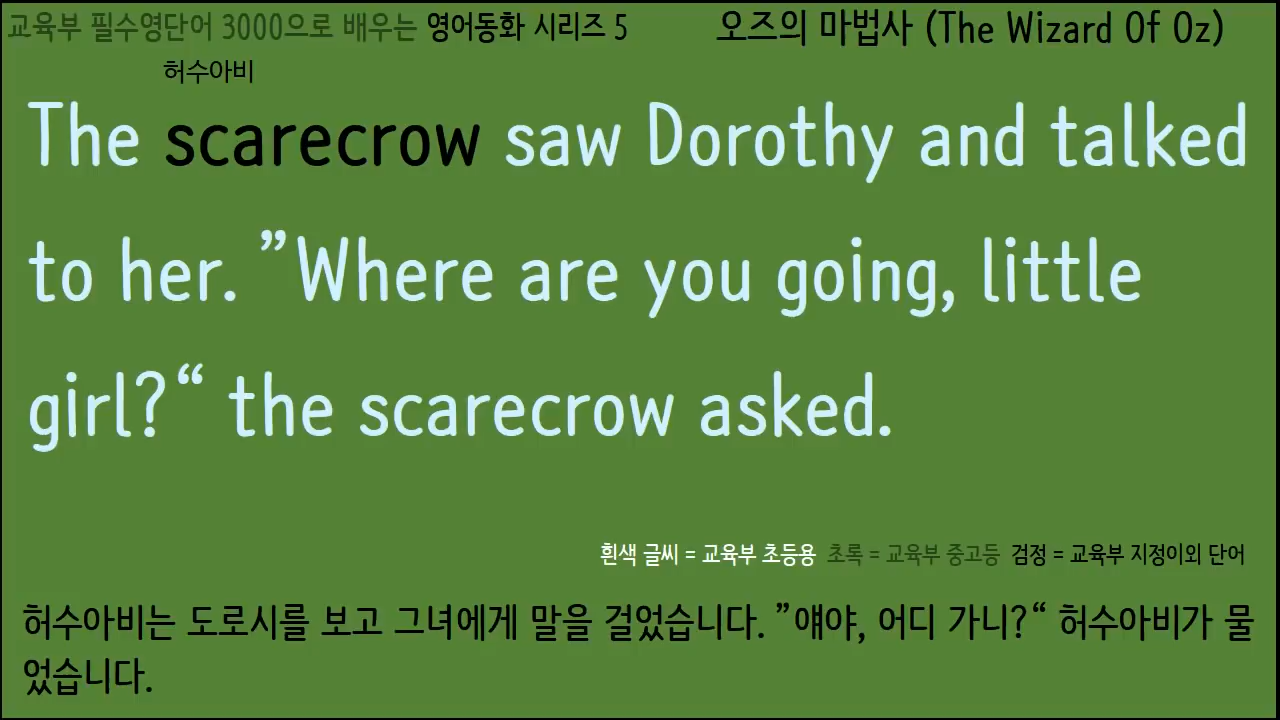 교육부 필수영단어 3000으로 배우는 영어동화 시리즈 5 오즈의 마법사 (The Wizard Of Oz)
허수아비
The scarecrow saw Dorothy and talked
to her. ”Where are you going, little
girl?“ the scarecrow asked.
흰색 글씨 = 교육부 초등용 초록 = 교육부 중고등 검정 = 교육부 지정이외 단어
허수아비는 도로시를 보고 그녀에게 말을 걸었습니다. ”얘야, 어디 가니?“ 허수아비가 물
었습니다.